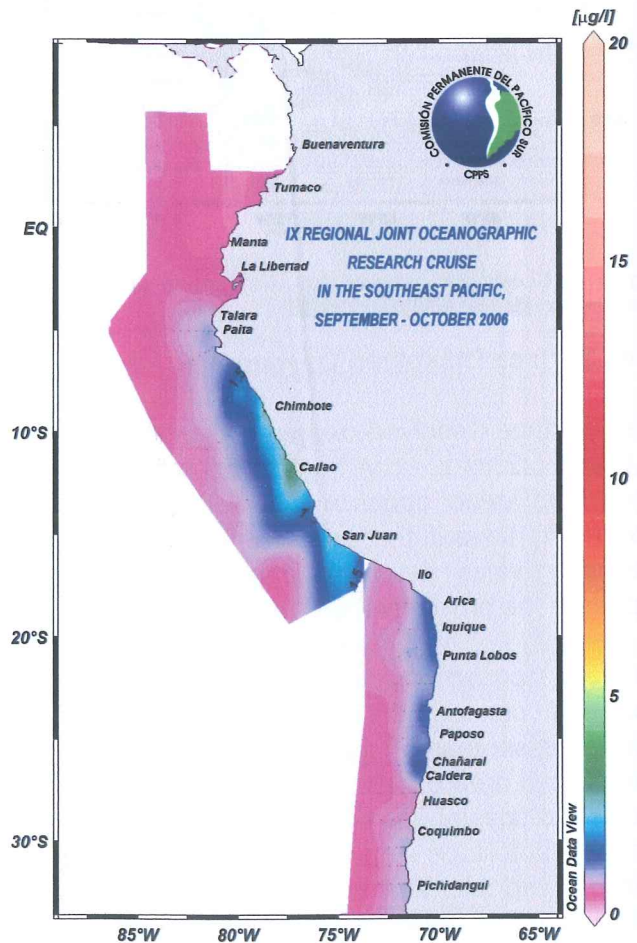 [µg/l]
20
15
10
5
0
COMISIÓN PERMANENTE DEL PACÍFICO SUR
• CPPS •
Buenaventura
Tumaco
EQ
Manta
La Libertad
IX REGIONAL JOINT OCEANOGRAPHIC
RESEARCH CRUISE
IN THE SOUTHEAST PACIFIC,
SEPTEMBER - OCTOBER 2006
Talara
Paita
Chimbote
10°S
Callao
San Juan
Ilo
Arica
20°S
Iquique
Punta Lobos
Antofagasta
Paposo
Chañaral
Caldera
Huasco
30°S
Coquimbo
Pichidangui
Ocean Data View
85°W
80°W
75°W
70°W
65°W